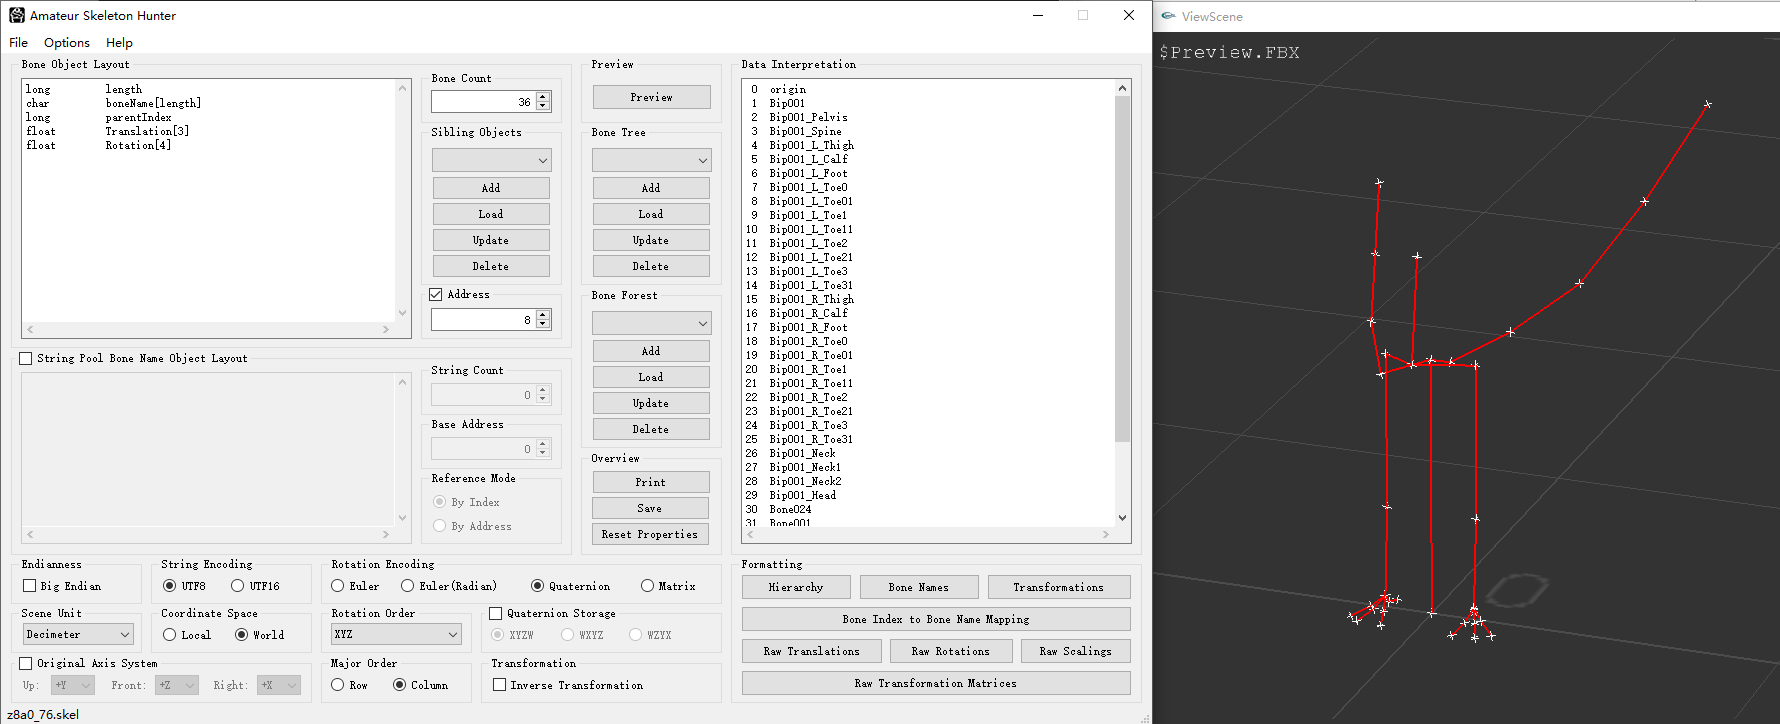 Amateur Skeleton Hunter
File Options Help
Bone Object Layout
long length
char boneName[length]
long parentIndex
float Translation[3]
float Rotation[4]
Bone Count
36
Sibling Objects
Add
Load
Update
Delete
Address
8
String Pool Bone Name Object Layout
String Count
0
Base Address
0
Reference Mode
By Index
By Address
Preview
Preview
Bone Tree
Add
Load
Update
Delete
Bone Forest
Add
Load
Update
Delete
Overview
Print
Save
Reset Properties
Data Interpretation
0 origin
1 Bip001
2 Bip001_Pelvis
3 Bip001_Spine
4 Bip001_L_Thigh
5 Bip001_L_Calf
6 Bip001_L_Foot
7 Bip001_L_Toe0
8 Bip001_L_Toe01
9 Bip001_L_Toe1
10 Bip001_L_Toe11
11 Bip001_L_Toe2
12 Bip001_L_Toe21
13 Bip001_L_Toe3
14 Bip001_L_Toe31
15 Bip001_R_Thigh
16 Bip001_R_Calf
17 Bip001_R_Foot
18 Bip001_R_Toe0
19 Bip001_R_Toe01
20 Bip001_R_Toe1
21 Bip001_R_Toe11
22 Bip001_R_Toe2
23 Bip001_R_Toe21
24 Bip001_R_Toe3
25 Bip001_R_Toe31
26 Bip001_Neck
27 Bip001_Neck1
28 Bip001_Neck2
29 Bip001_Head
30 Bone024
31 Bone001
Endianness
Big Endian
String Encoding
UTF8 UTF16
Rotation Encoding
Euler Euler(Radian) Quaternion Matrix
Scene Unit
Decimeter
Coordinate Space
Local World
Rotation Order
XYZ
Quaternion Storage
XYZW WXYZ WZYX
Original Axis System
Up: +Y Front: +Z Right: +X
Major Order
Row Column
Transformation
Inverse Transformation
Formatting
Hierarchy Bone Names Transformations
Bone Index to Bone Name Mapping
Raw Translations Raw Rotations Raw Scalings
Raw Transformation Matrices
z8a0_76.skel
ViewScene
$Preview.FBX